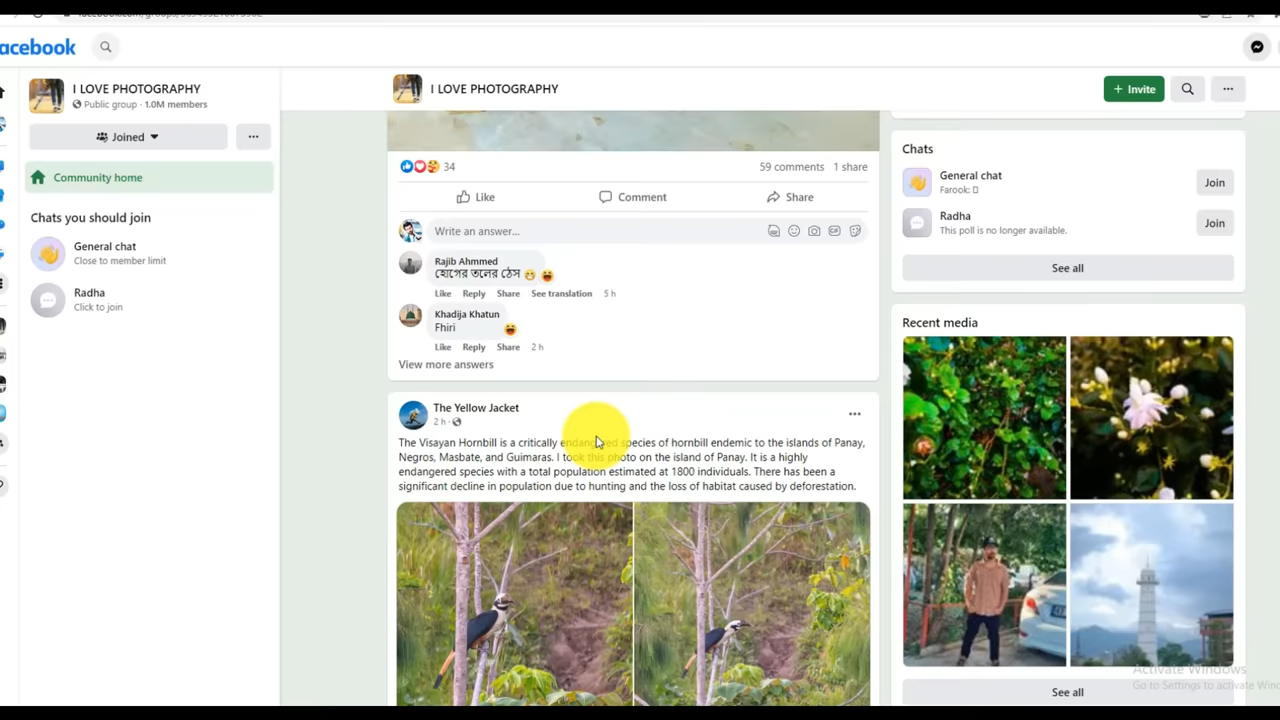 acebook
I LOVE PHOTOGRAPHY
Public group · 1.0M members
Joined
Community home
Chats you should join
General chat
Close to member limit
Radha
Click to join
I LOVE PHOTOGRAPHY
+ Invite
34
59 comments 1 share
Like
Comment
Share
Write an answer...
Rajib Ahmmed
হোগের তলের ঠেস
Like Reply Share See translation 5 h
Khadija Khatun
Fhiri
Like Reply Share 2 h
View more answers
The Yellow Jacket
2 h ·
The Visayan Hornbill is a critically endangered species of hornbill endemic to the islands of Panay,
Negros, Masbate, and Guimaras. I took this photo on the island of Panay. It is a highly
endangered species with a total population estimated at 1800 individuals. There has been a
significant decline in population due to hunting and the loss of habitat caused by deforestation.
Chats
General chat
Farook:
Join
Radha
This poll is no longer available.
Join
See all
Recent media
See all
Activate Windows
Go to Settings to activate Win